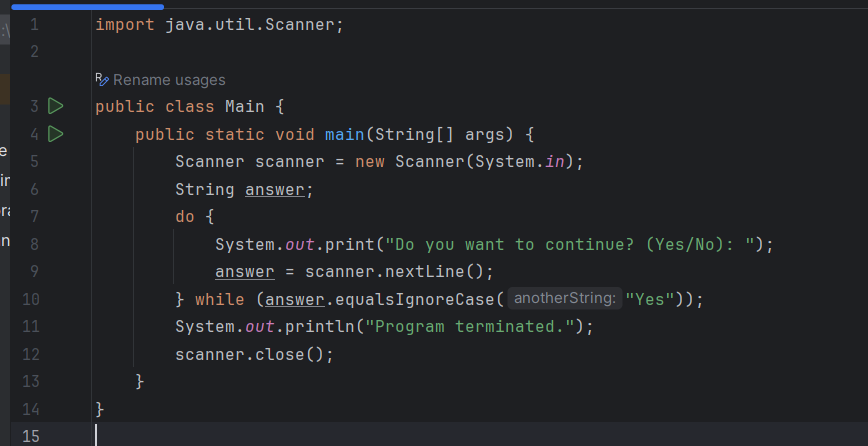 1 import java.util.Scanner;
2
Rename usages
3 public class Main {
4 public static void main(String[] args) {
5 Scanner scanner = new Scanner(System.in);
6 String answer;
7 do {
8 System.out.print("Do you want to continue? (Yes/No): ");
9 answer = scanner.nextLine();
10 } while (answer.equalsIgnoreCase( anotherString: "Yes"));
11 System.out.println("Program terminated.");
12 scanner.close();
13 }
14 }
15